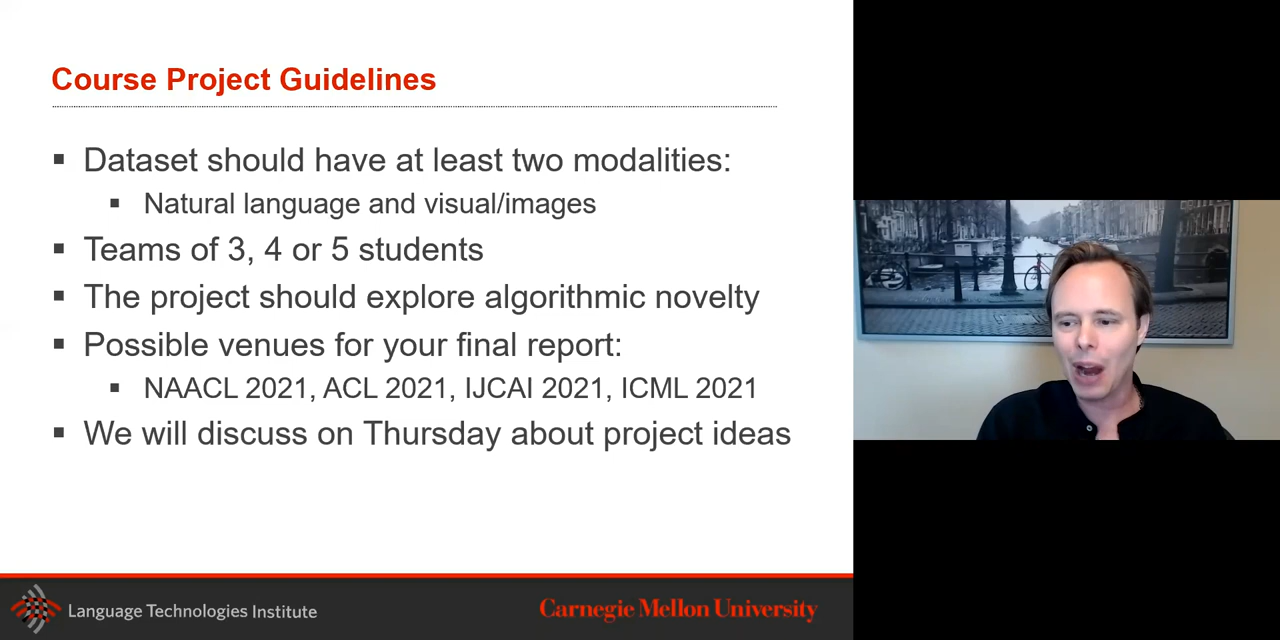 Course Project Guidelines
Dataset should have at least two modalities:
Natural language and visual/images
Teams of 3, 4 or 5 students
The project should explore algorithmic novelty
Possible venues for your final report:
NAACL 2021, ACL 2021, IJCAI 2021, ICML 2021
We will discuss on Thursday about project ideas
Language Technologies Institute
Carnegie Mellon University